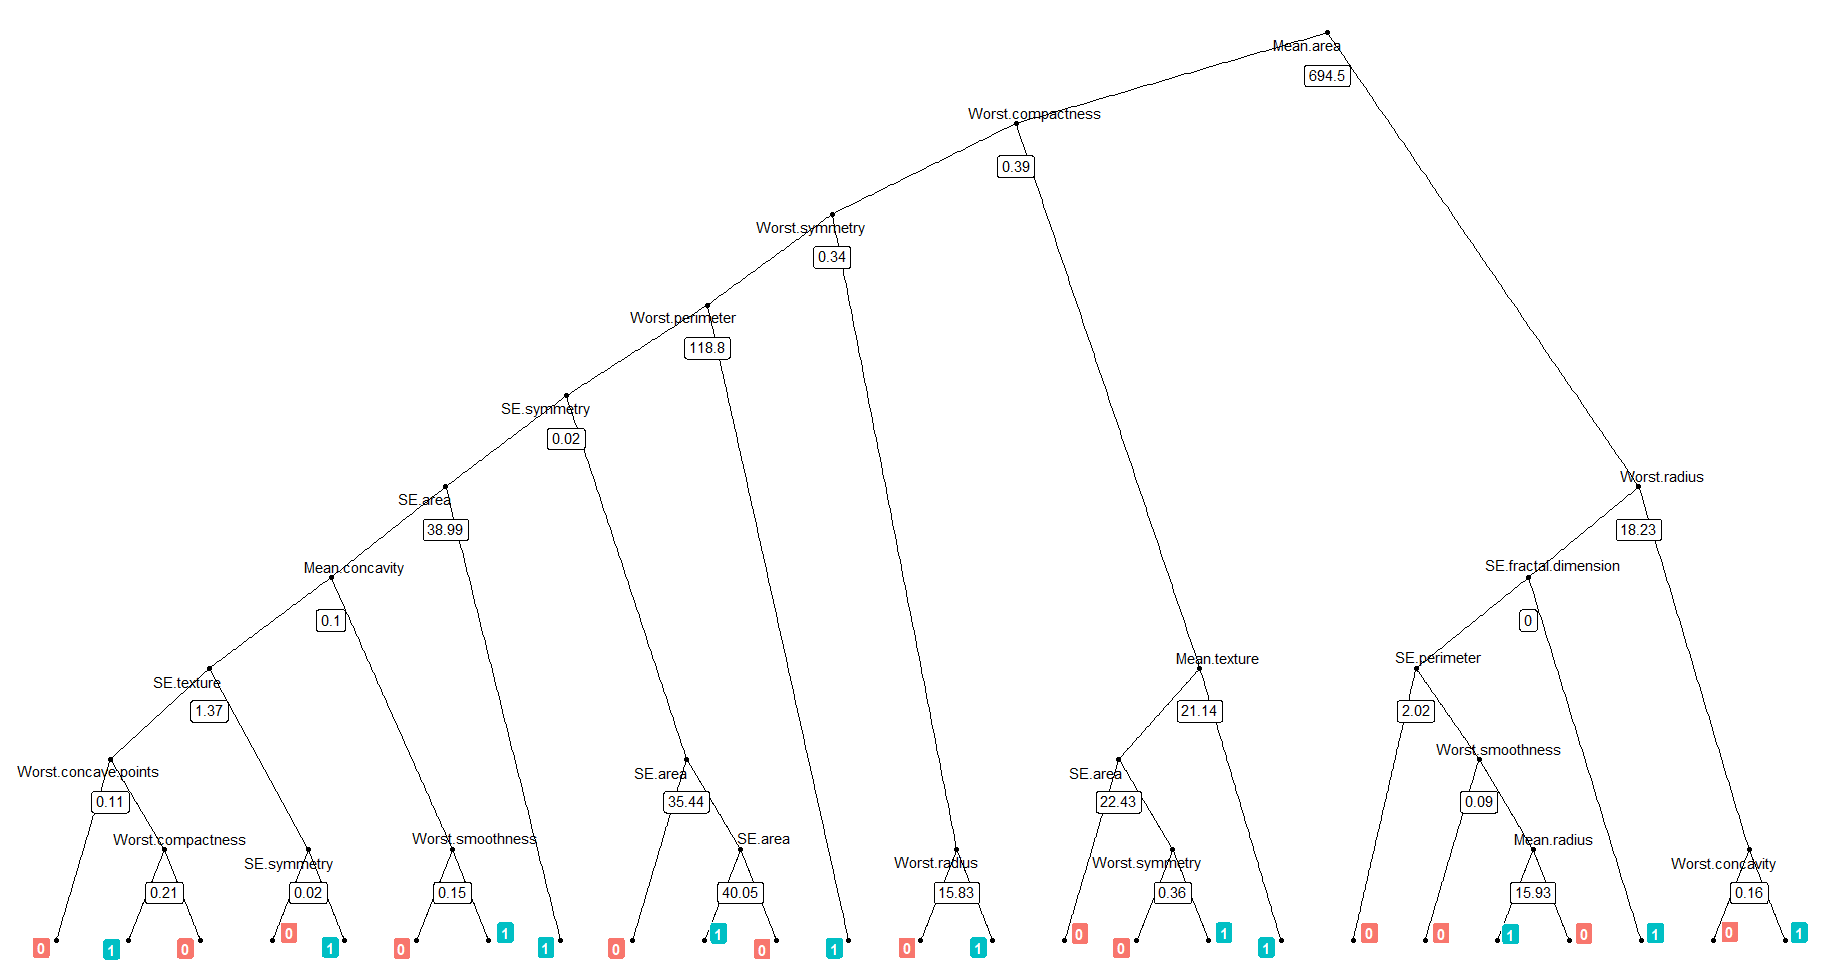 Mean.area
694.5
Worst.compactness
0.39
Worst.symmetry
0.34
Worst.perimeter
118.8
SE.symmetry
0.02
Worst.radius
SE.area
18.23
38.99
Mean.concavity
SE.fractal.dimension
0.1
0
Mean.texture
SE.perimeter
SE.texture
1.37
21.14
2.02
Worst.smoothness
Worst.concave.points
SE.area
SE.area
0.11
35.44
22.43
0.09
Worst.compactness
Worst.smoothness
SE.area
Mean.radius
SE.symmetry
Worst.radius
Worst.symmetry
Worst.concavity
0.21
0.02
0.15
40.05
15.83
0.36
15.93
0.16
0 1 0 0 1 0 1 1 0 1 0 1 0 1 0 0 1 1 0 0 1 0 1 0 1